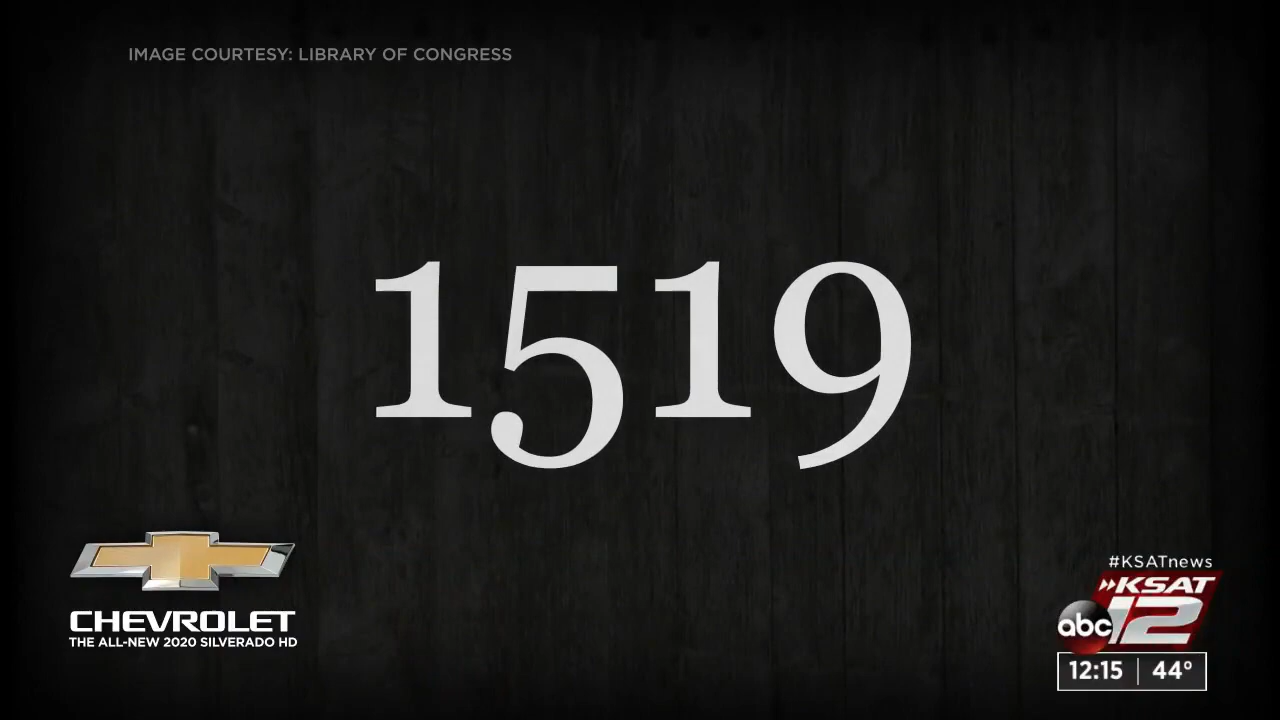 IMAGE COURTESY: LIBRARY OF CONGRESS
1519
CHEVROLET
THE ALL-NEW 2020 SILVERADO HD
#KSATnews
KSAT
abc 12
12:15 | 44°